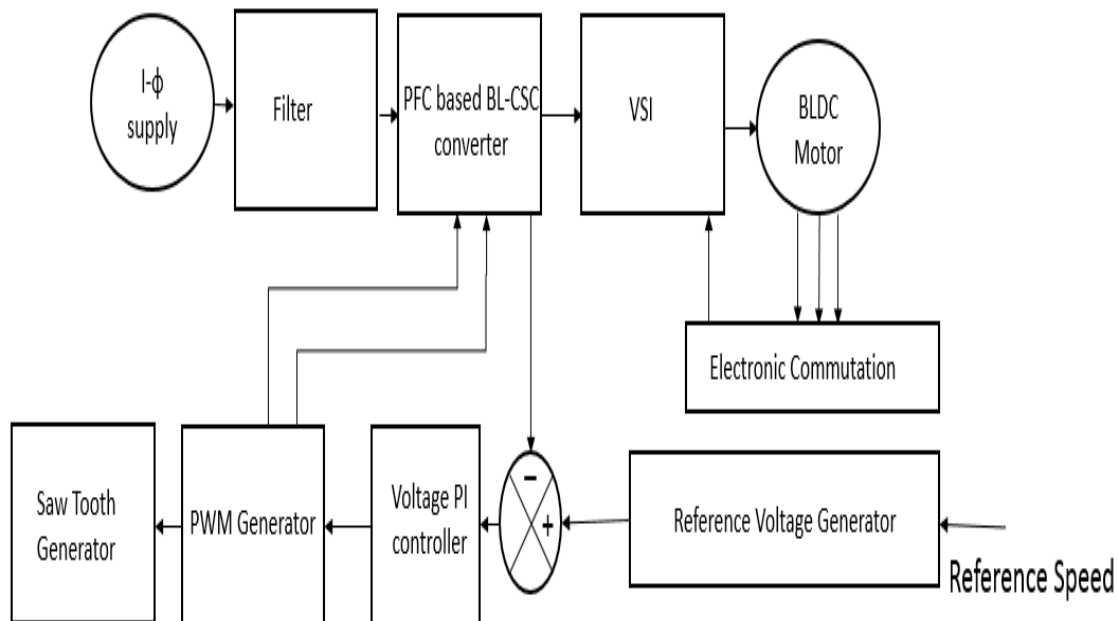 I-ϕ
supply
Filter
PFC based BL-CSC
converter
VSI
BLDC
Motor
Electronic Commutation
Saw Tooth
Generator
PWM Generator
Voltage PI
controller
−
+
Reference Voltage Generator
Reference Speed